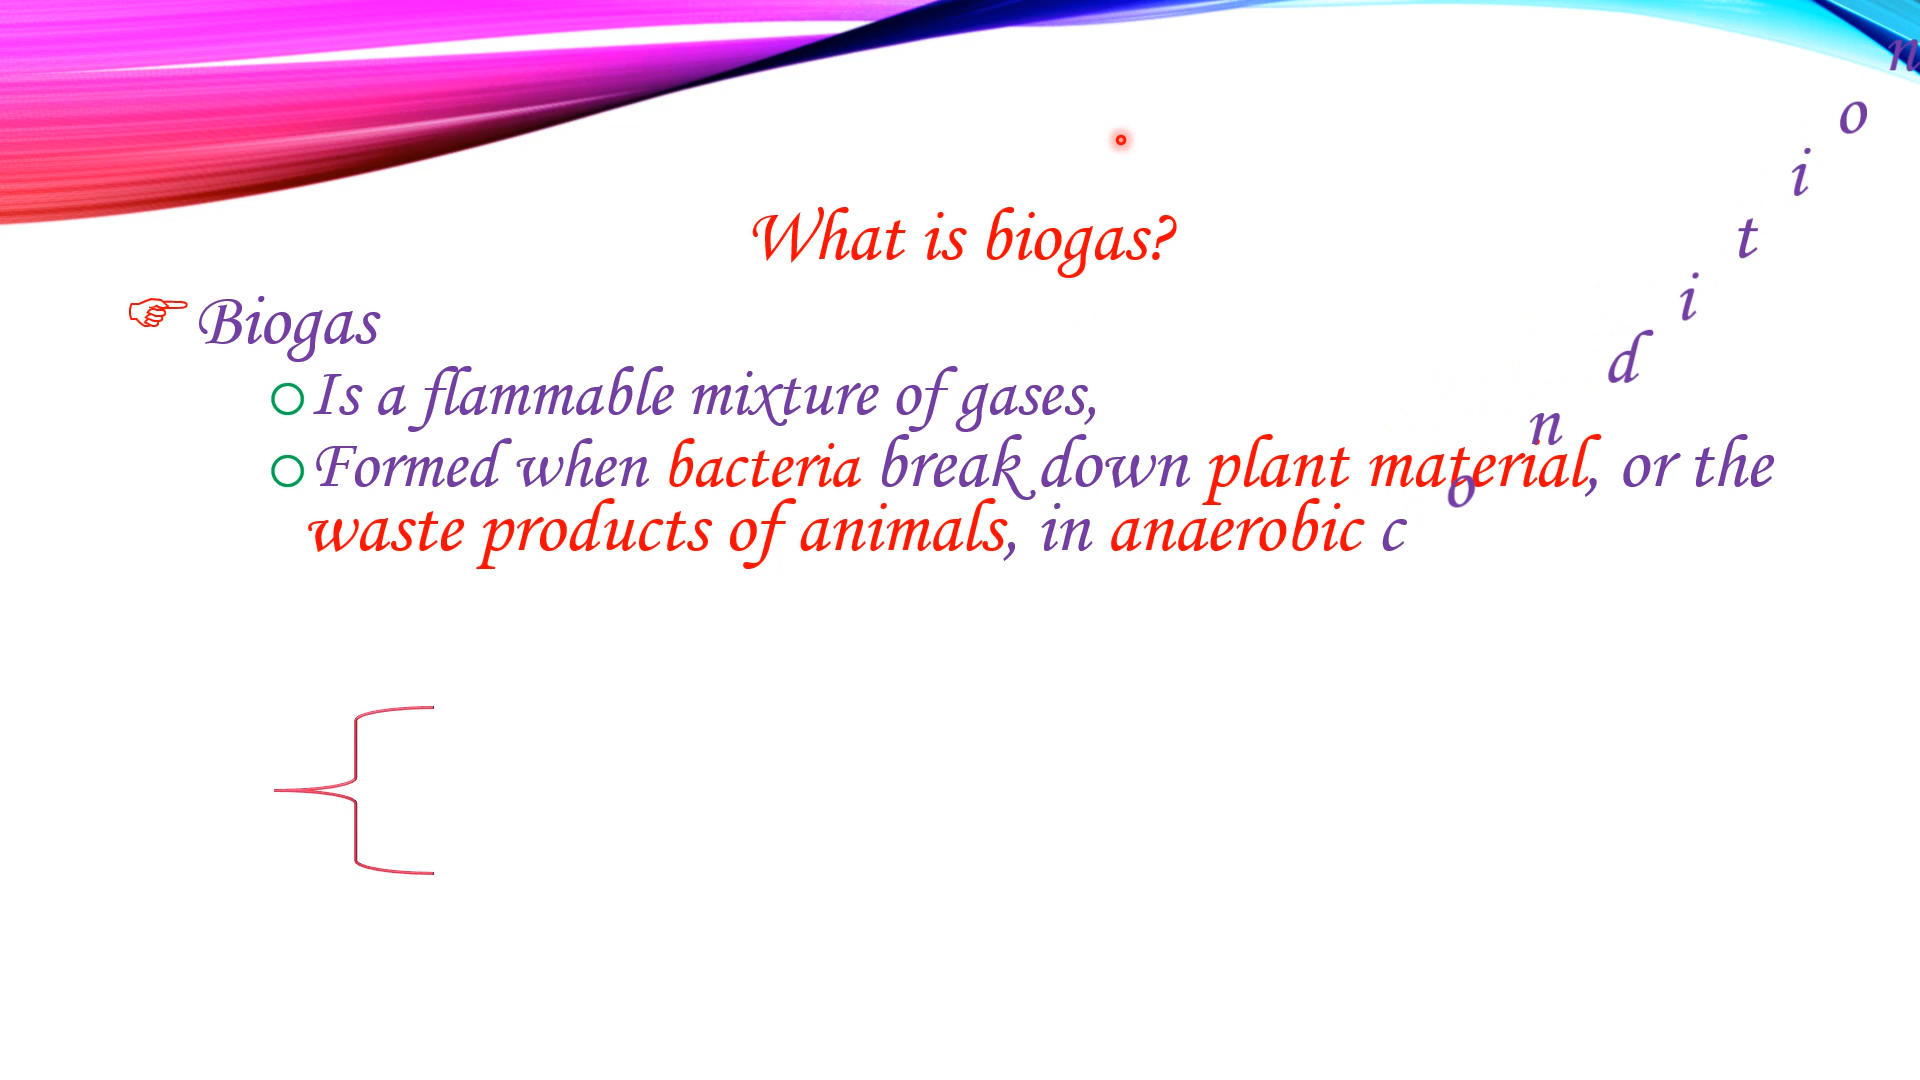 What is biogas?
Biogas
Is a flammable mixture of gases,
Formed when bacteria break down plant material, or the
waste products of animals, in anaerobic condition